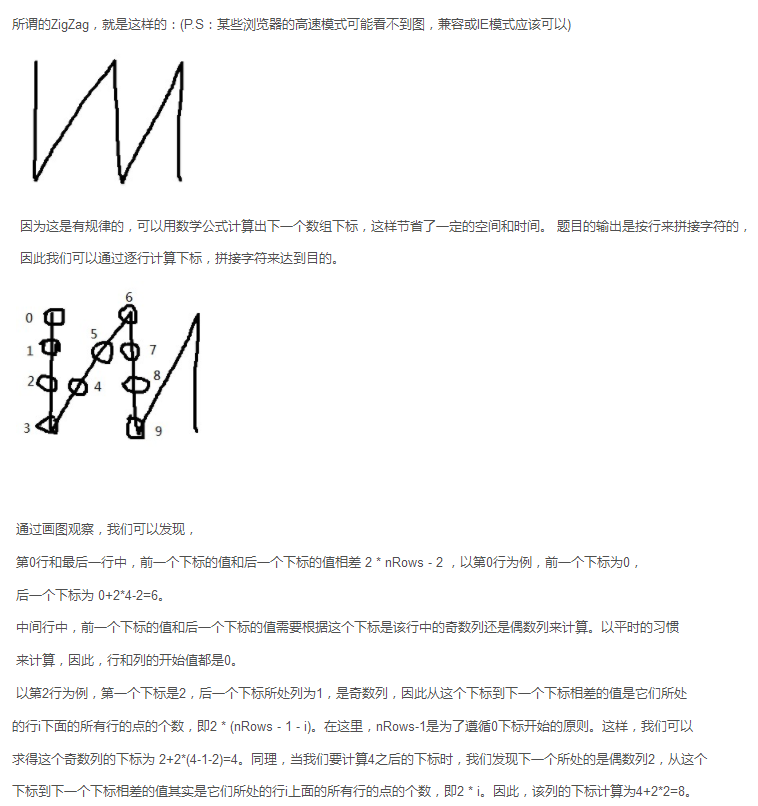 所谓的ZigZag，就是这样的：(P.S：某些浏览器的高速模式可能看不到图，兼容或IE模式应该可以)
因为这是有规律的，可以用数学公式计算出下一个数组下标，这样节省了一定的空间和时间。 题目的输出是按行来拼接字符的，
因此我们可以通过逐行计算下标，拼接字符来达到目的。
6
0
5
1
7
8
2
4
3
9
通过画图观察，我们可以发现，
第0行和最后一行中，前一个下标的值和后一个下标的值相差 2 * nRows - 2 ，以第0行为例，前一个下标为0，
后一个下标为 0+2*4-2=6。
中间行中，前一个下标的值和后一个下标的值需要根据这个下标是该行中的奇数列还是偶数列来计算。以平时的习惯
来计算，因此，行和列的开始值都是0。
以第2行为例，第一个下标是2，后一个下标所处列为1，是奇数列，因此从这个下标到下一个下标相差的值是它们所处
的行i下面的所有行的点的个数，即2 * (nRows - 1 - i)。在这里，nRows-1是为了遵循0下标开始的原则。这样，我们可以
求得这个奇数列的下标为 2+2*(4-1-2)=4。同理，当我们要计算4之后的下标时，我们发现下一个所处的是偶数列2，从这个
下标到下一个下标相差的值其实是它们所处的行i上面的所有行的点的个数，即2 * i。因此，该列的下标计算为4+2*2=8。